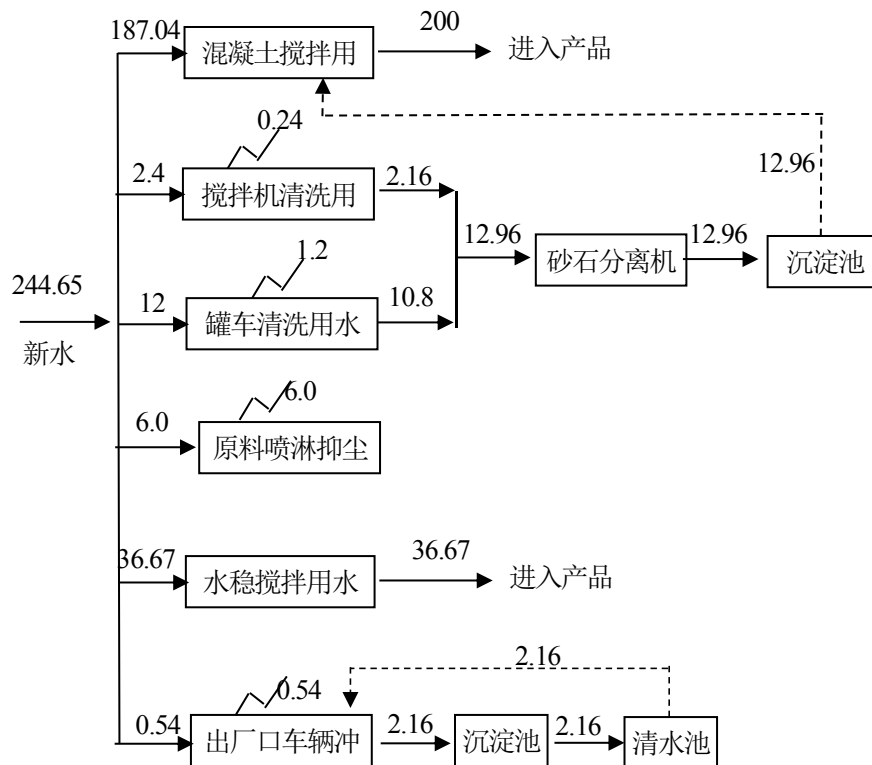 187.04
混凝土搅拌用
200
进入产品
0.24
2.4
搅拌机清洗用
2.16
12.96
12.96
砂石分离机
12.96
沉淀池
1.2
244.65
新水
12
罐车清洗用水
10.8
6.0
6.0
原料喷淋抑尘
36.67
水稳搅拌用水
36.67
进入产品
2.16
0.54
0.54
出厂口车辆冲
2.16
沉淀池
2.16
清水池